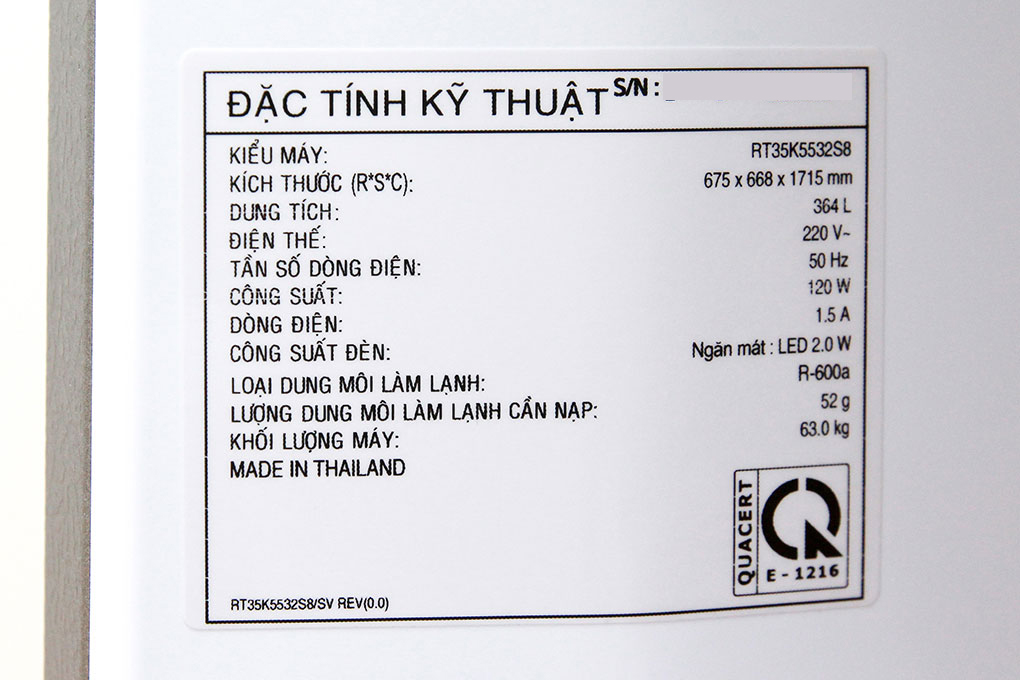 ĐẶC TÍNH KỸ THUẬT S/N :
KIỂU MÁY: RT35K5532S8
KÍCH THƯỚC (R*S*C): 675 x 668 x 1715 mm
DUNG TÍCH: 364 L
ĐIỆN THẾ: 220 V~
TẦN SỐ DÒNG ĐIỆN: 50 Hz
CÔNG SUẤT: 120 W
DÒNG ĐIỆN: 1.5 A
CÔNG SUẤT ĐÈN: Ngăn mát : LED 2.0 W
LOẠI DUNG MÔI LÀM LẠNH: R-600a
LƯỢNG DUNG MÔI LÀM LẠNH CẦN NẠP: 52 g
KHỐI LƯỢNG MÁY: 63.0 kg
MADE IN THAILAND
QUACERT
E - 1216
RT35K5532S8/SV REV(0.0)